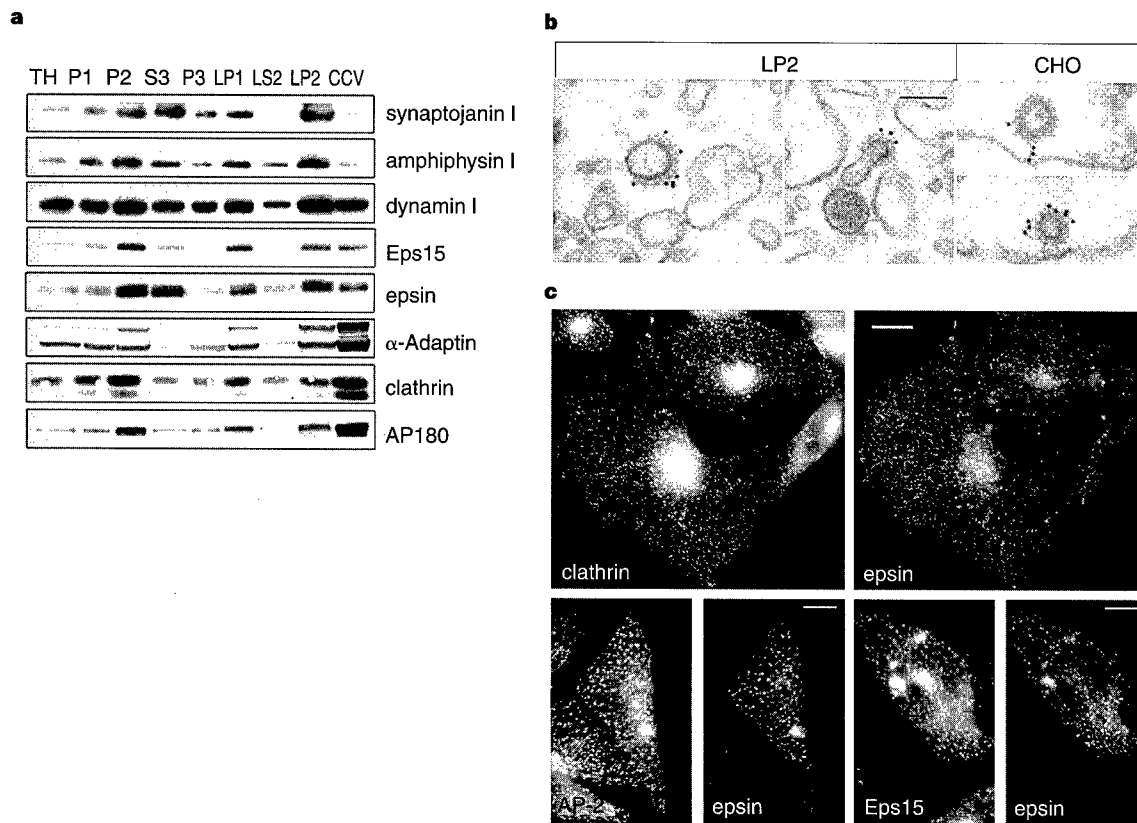 a
TH P1 P2 S3 P3 LP1 LS2 LP2 CCV
synaptojanin I
amphiphysin I
dynamin I
Eps15
epsin
α-Adaptin
clathrin
AP180
b
LP2 CHO
c
clathrin epsin
AP-2 epsin Eps15 epsin